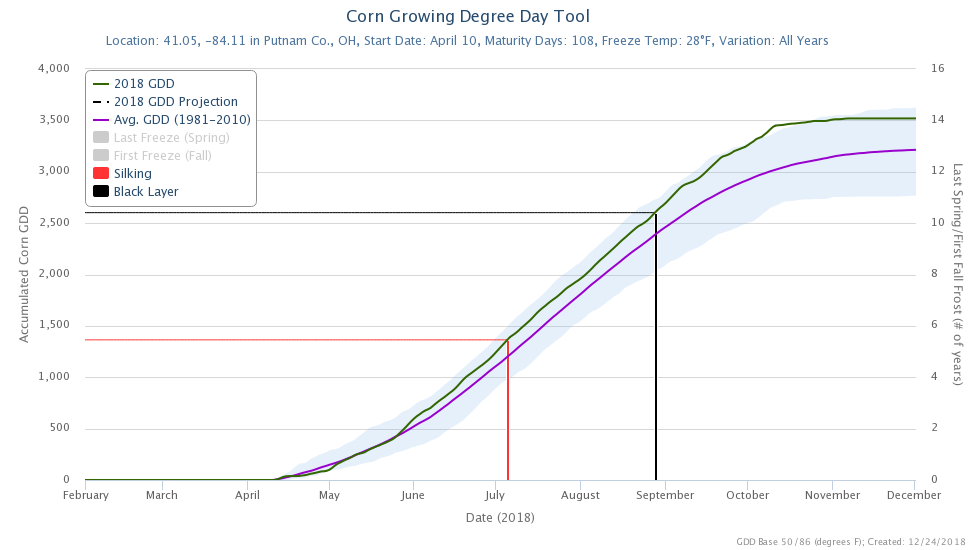 Corn Growing Degree Day Tool
Location: 41.05, -84.11 in Putnam Co., OH, Start Date: April 10, Maturity Days: 108, Freeze Temp: 28°F, Variation: All Years
4,000
3,500
3,000
2,500
2,000
1,500
1,000
500
0
Accumulated Corn GDD
2018 GDD
2018 GDD Projection
Avg. GDD (1981-2010)
Last Freeze (Spring)
First Freeze (Fall)
Silking
Black Layer
16
14
12
10
8
6
4
2
0
Last Spring/First Fall Frost (# of years)
February March April May June July August September October November December
Date (2018)
GDD Base 50/86 (degrees F); Created: 12/24/2018